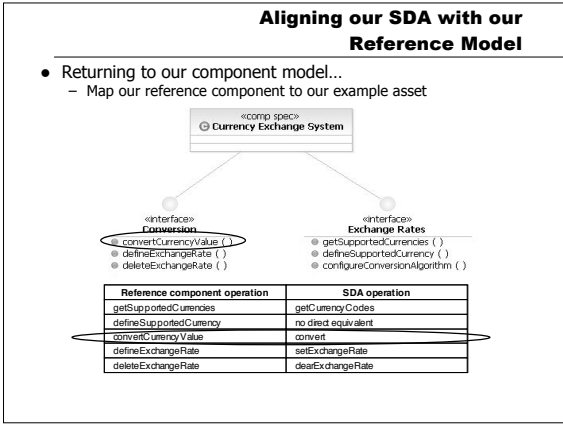 Aligning our SDA with our
Reference Model
● Returning to our component model...
– Map our reference component to our example asset
«comp spec»
Currency Exchange System
«interface»
Conversion
convertCurrencyValue ( )
defineExchangeRate ( )
deleteExchangeRate ( )
«interface»
Exchange Rates
getSupportedCurrencies ( )
defineSupportedCurrency ( )
configureConversionAlgorithm ( )
Reference component operation SDA operation
getSupportedCurrencies getCurrencyCodes
defineSupportedCurrency no direct equivalent
convertCurrencyValue convert
defineExchangeRate setExchangeRate
deleteExchangeRate clearExchangeRate